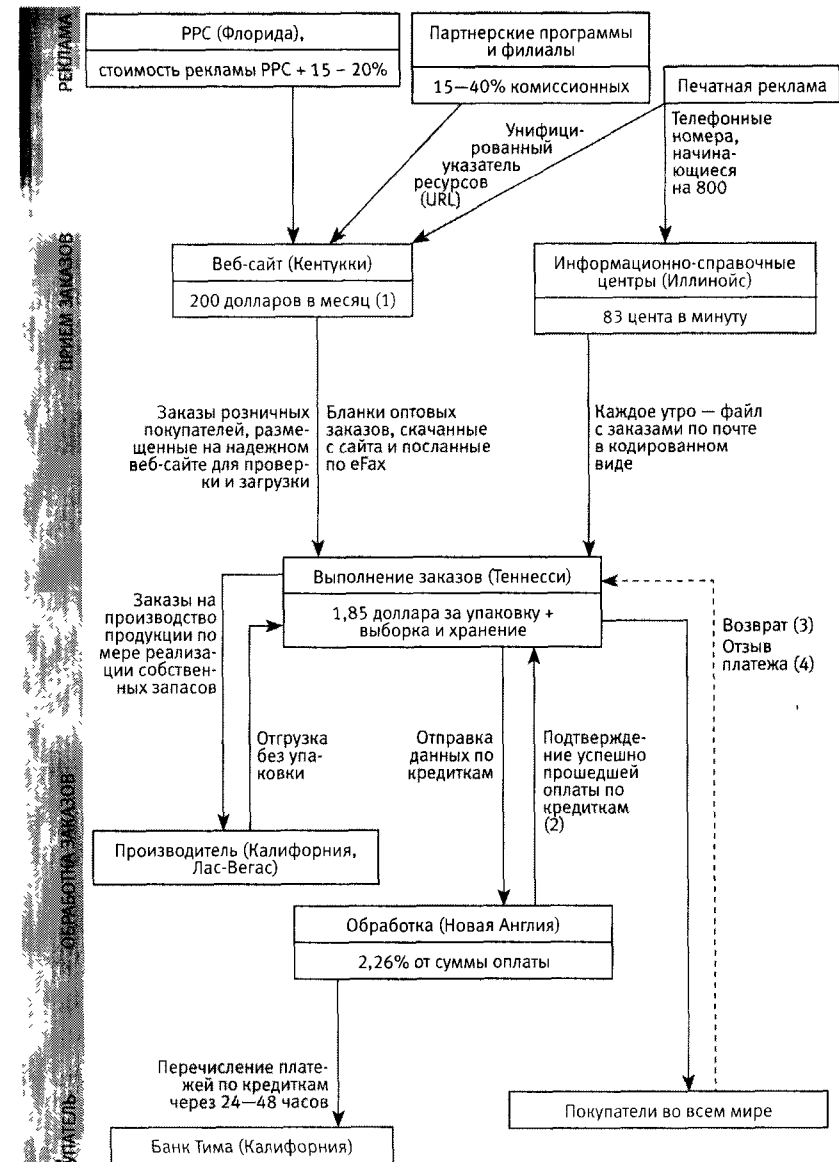 РЕКЛАМА
PPC (Флорида),
стоимость рекламы PPC + 15 – 20%
Партнерские программы
и филиалы
15—40% комиссионных
Печатная реклама
Унифици-
рованный
указатель
ресурсов
(URL)
Телефонные
номера,
начина-
ющиеся
на 800
ПРИЕМ ЗАКАЗОВ
Веб-сайт (Кентукки)
200 долларов в месяц (1)
Информационно-справочные
центры (Иллинойс)
83 цента в минуту
Заказы розничных
покупателей, разме-
щенные на надежном
веб-сайте для провер-
ки и загрузки
Бланки оптовых
заказов, скачанные
с сайта и посланные
по eFax
Каждое утро — файл
с заказами по почте
в кодированном
виде
ОБРАБОТКА ЗАКАЗОВ
Выполнение заказов (Теннесси)
1,85 доллара за упаковку +
выборка и хранение
Заказы на
производство
продукции по
мере реализа-
ции собствен-
ных запасов
Возврат (3)
Отзыв
платежа (4)
Отгрузка
без упа-
ковки
Отправка
данных по
кредиткам
Подтвержде-
ние успешно
прошедшей
оплаты по
кредиткам
(2)
Производитель (Калифорния,
Лас-Вегас)
Обработка (Новая Англия)
2,26% от суммы оплаты
Перечисление плате-
жей по кредиткам
через 24—48 часов
УПАТЕЛЬ
Покупатели во всем мире
Банк Тима (Калифорния)